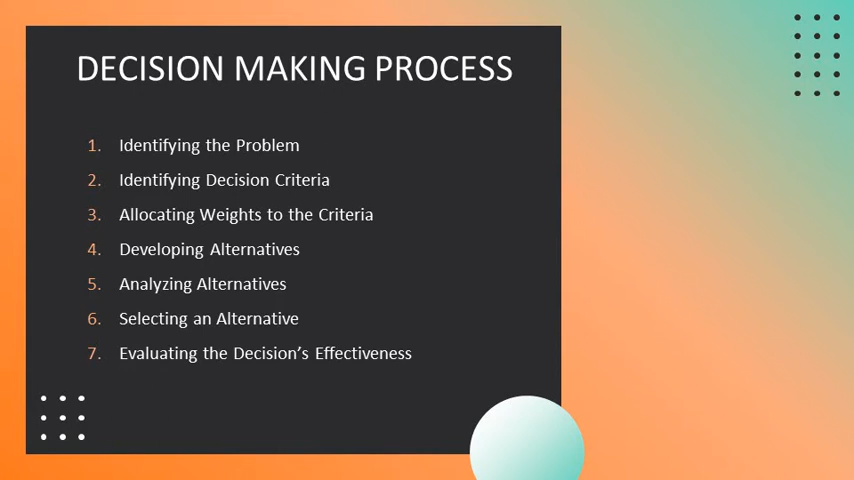 DECISION MAKING PROCESS
1. Identifying the Problem
2. Identifying Decision Criteria
3. Allocating Weights to the Criteria
4. Developing Alternatives
5. Analyzing Alternatives
6. Selecting an Alternative
7. Evaluating the Decision’s Effectiveness